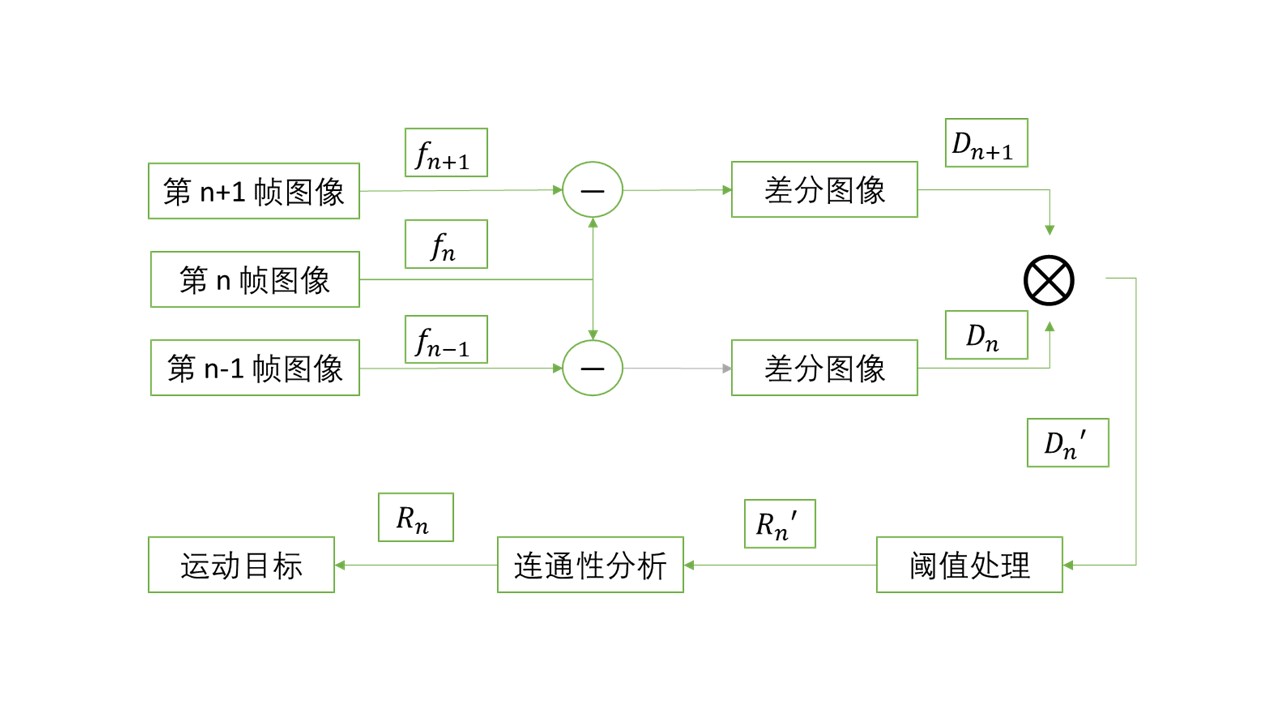 f_{n+1}
D_{n+1}
第 n+1 帧图像
−
差分图像
f_n
第 n 帧图像
f_{n−1}
D_n
第 n-1 帧图像
−
差分图像
D_n′
R_n
R_n′
运动目标
连通性分析
阈值处理